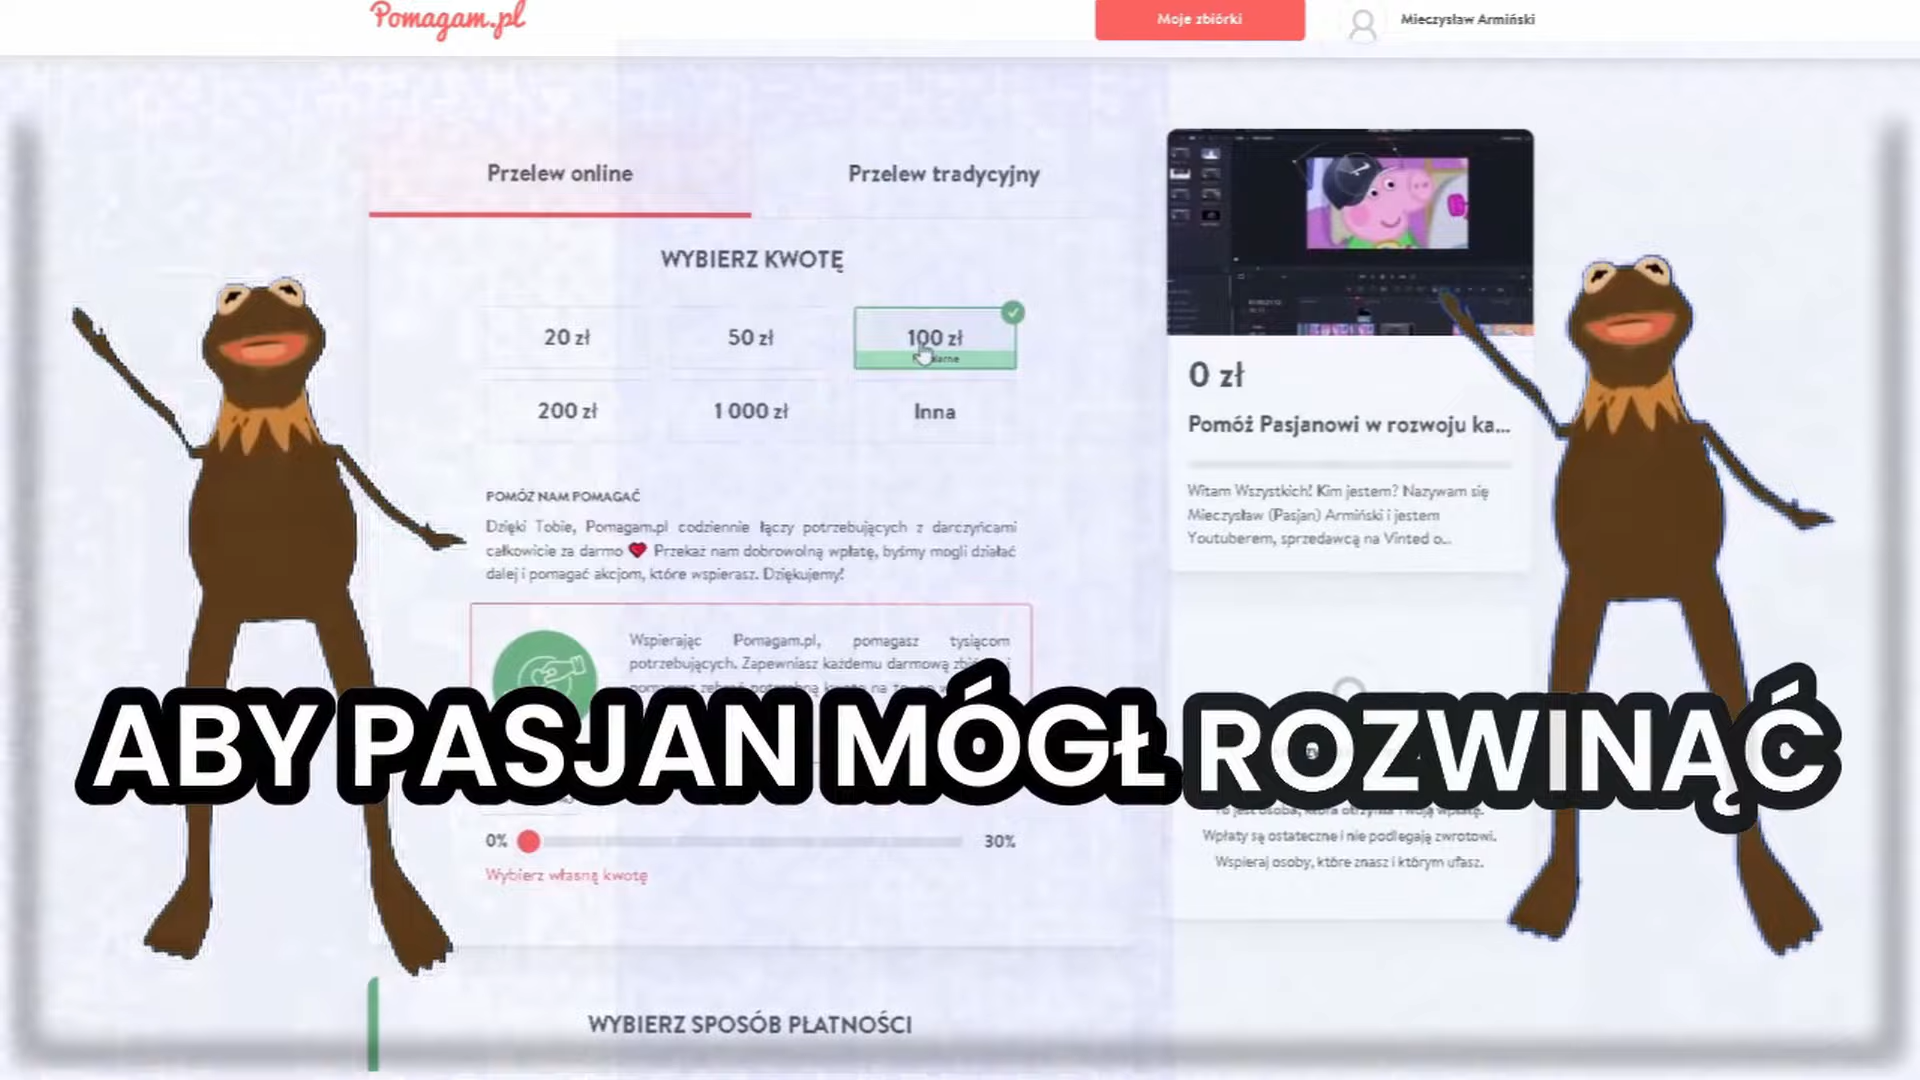 Pomagam.pl
Moje zbiórki
Mieczysław Armiński
Przelew online
Przelew tradycyjny
WYBIERZ KWOTĘ
20 zł
50 zł
100 zł
200 zł
1 000 zł
Inna
0 zł
Pomóż Pasjanowi w rozwoju ka...
Witam Wszystkich! Kim jestem? Nazywam się
Mieczysław (Pasjan) Armiński i jestem
Youtuberem, sprzedawcą na Vinted o...
POMÓŻ NAM POMAGAĆ
Dzięki Tobie, Pomagam.pl codziennie łączy potrzebujących z darczyńcami
całkowicie za darmo Przekaż nam dobrowolną wpłatę, byśmy mogli działać
dalej i pomagać akcjom, które wspierasz. Dziękujemy!
Wspierając Pomagam.pl, pomagasz tysiącom
potrzebujących. Zapewniasz każdemu darmową
ABY PASJAN MÓGŁ ROZWINĄĆ
0%
30%
Wybierz własną kwotę
Wpłaty są ostateczne i nie podlegają zwrotowi.
Wspieraj osoby, które znasz i którym ufasz.
WYBIERZ SPOSÓB PŁATNOŚCI